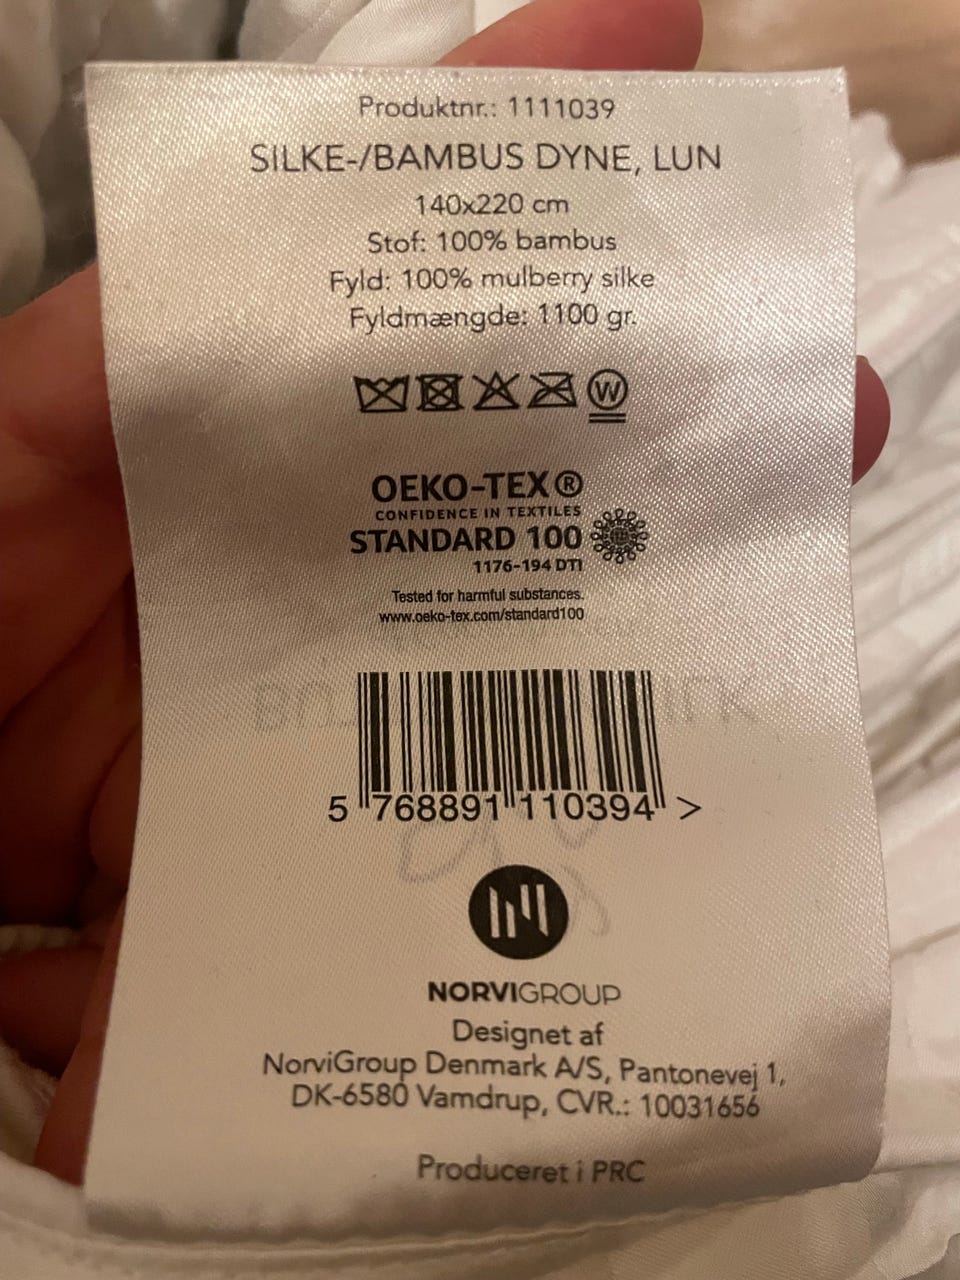 Produktnr.: 1111039
SILKE-/BAMBUS DYNE, LUN
140x220 cm
Stof: 100% bambus
Fyld: 100% mulberry silke
Fyldmængde: 1100 gr.
W
OEKO-TEX®
CONFIDENCE IN TEXTILES
STANDARD 100
1176-194 DTI
Tested for harmful substances.
www.oeko-tex.com/standard100
5 768891 110394 >
NORVIGROUP
Designet af
NorviGroup Denmark A/S, Pantonevej 1,
DK-6580 Vamdrup, CVR.: 10031656
Produceret i PRC